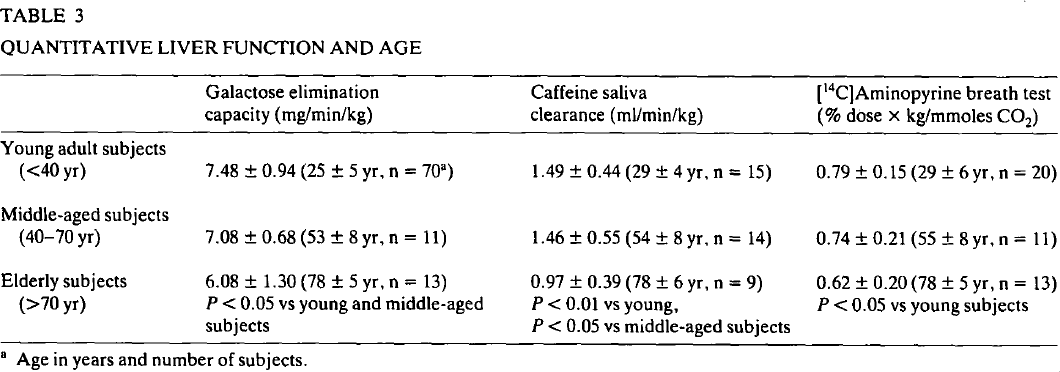 TABLE 3
QUANTITATIVE LIVER FUNCTION AND AGE
Galactose elimination capacity (mg/min/kg) Caffeine saliva clearance (ml/min/kg) [¹⁴C]Aminopyrine breath test (% dose × kg/mmoles CO₂)
Young adult subjects
(<40 yr) 7.48 ± 0.94 (25 ± 5 yr, n = 70ᵃ) 1.49 ± 0.44 (29 ± 4 yr, n = 15) 0.79 ± 0.15 (29 ± 6 yr, n = 20)
Middle-aged subjects
(40–70 yr) 7.08 ± 0.68 (53 ± 8 yr, n = 11) 1.46 ± 0.55 (54 ± 8 yr, n = 14) 0.74 ± 0.21 (55 ± 8 yr, n = 11)
Elderly subjects 6.08 ± 1.30 (78 ± 5 yr, n = 13) 0.97 ± 0.39 (78 ± 6 yr, n = 9) 0.62 ± 0.20 (78 ± 5 yr, n = 13)
(>70 yr) P < 0.05 vs young and middle-aged P < 0.01 vs young, P < 0.05 vs young subjects
subjects P < 0.05 vs middle-aged subjects
ᵃ Age in years and number of subjects.